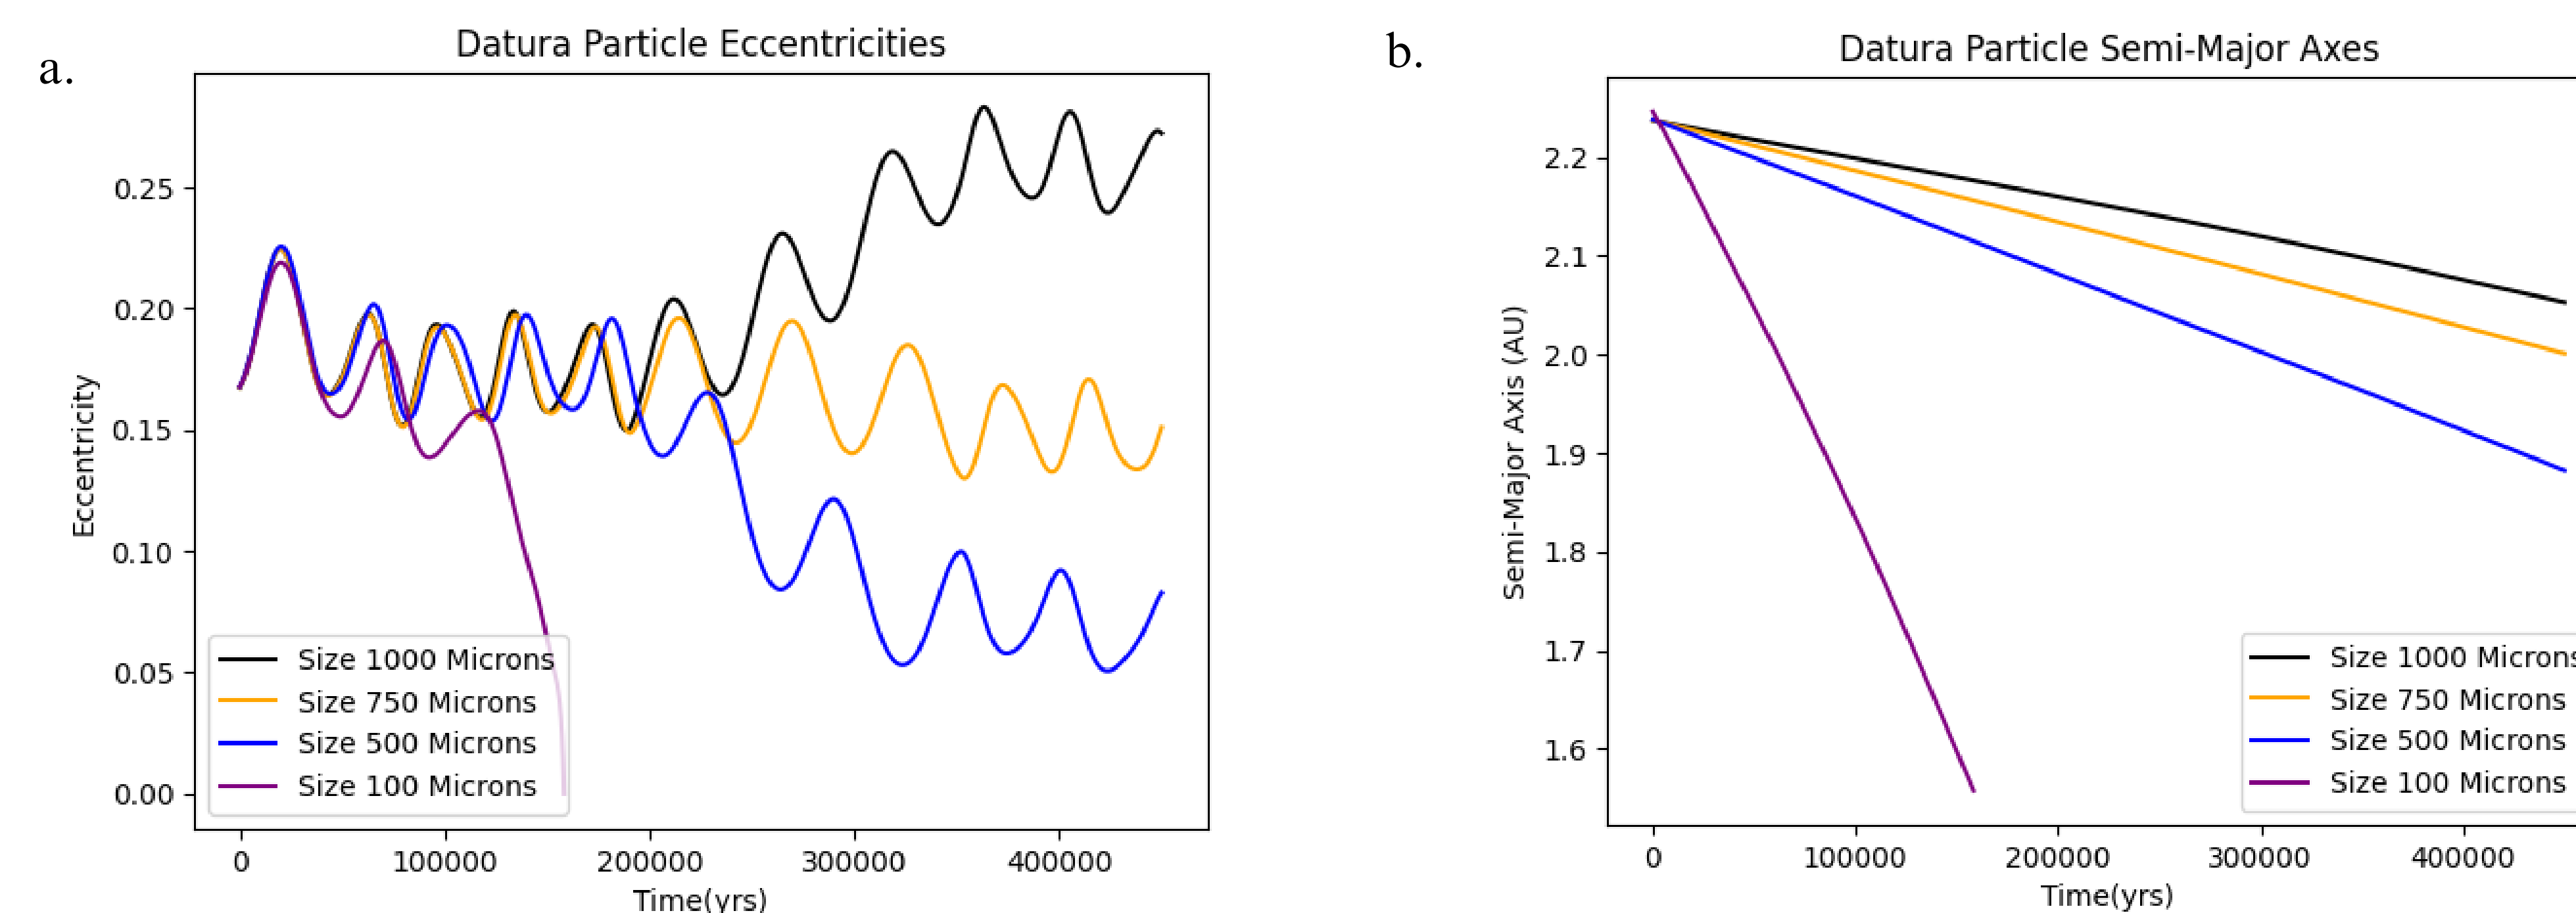 a.
Datura Particle Eccentricities
Eccentricity
0.25
0.20
0.15
0.10
0.05
0.00
Size 1000 Microns
Size 750 Microns
Size 500 Microns
Size 100 Microns
0 100000 200000 300000 400000
Time(yrs)
b.
Datura Particle Semi-Major Axes
Semi-Major Axis (AU)
2.2
2.1
2.0
1.9
1.8
1.7
1.6
Size 1000 Microns
Size 750 Microns
Size 500 Microns
Size 100 Microns
0 100000 200000 300000 400000
Time(yrs)